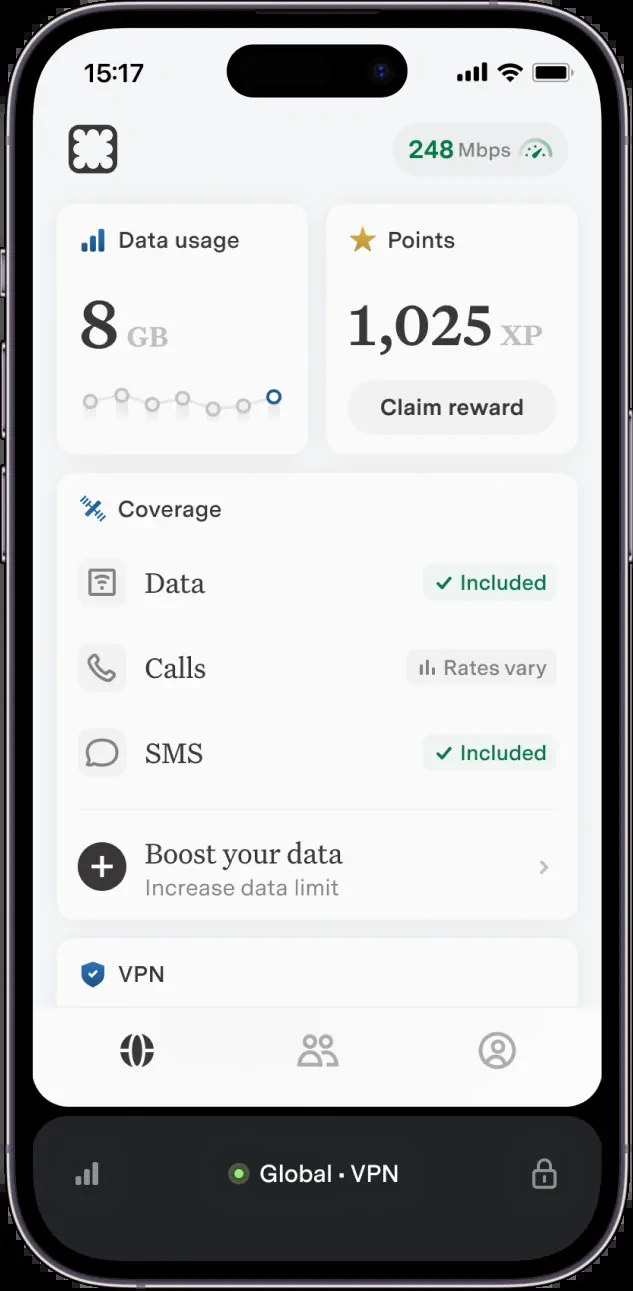 15:17
248 Mbps
Data usage
8 GB
Points
1,025 XP
Claim reward
Coverage
Data
Included
Calls
Rates vary
SMS
Included
Boost your data
Increase data limit
VPN
Global · VPN